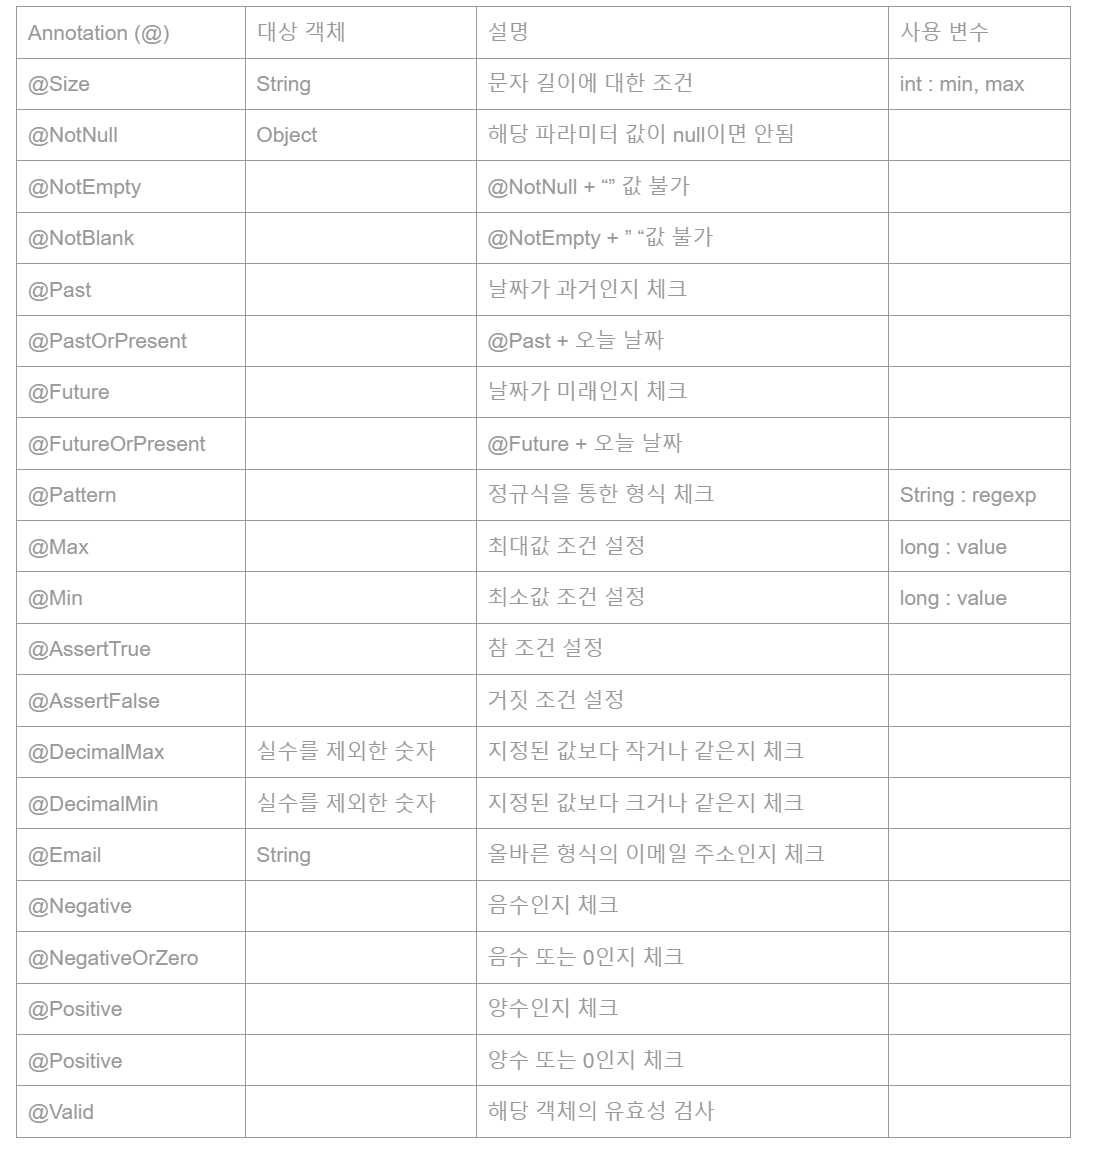 Annotation (@) 대상 객체 설명 사용 변수
@Size String 문자 길이에 대한 조건 int : min, max
@NotNull Object 해당 파라미터 값이 null이면 안됨
@NotEmpty @NotNull + “” 값 불가
@NotBlank @NotEmpty + ” “값 불가
@Past 날짜가 과거인지 체크
@PastOrPresent @Past + 오늘 날짜
@Future 날짜가 미래인지 체크
@FutureOrPresent @Future + 오늘 날짜
@Pattern 정규식을 통한 형식 체크 String : regexp
@Max 최대값 조건 설정 long : value
@Min 최소값 조건 설정 long : value
@AssertTrue 참 조건 설정
@AssertFalse 거짓 조건 설정
@DecimalMax 실수를 제외한 숫자 지정된 값보다 작거나 같은지 체크
@DecimalMin 실수를 제외한 숫자 지정된 값보다 크거나 같은지 체크
@Email String 올바른 형식의 이메일 주소인지 체크
@Negative 음수인지 체크
@NegativeOrZero 음수 또는 0인지 체크
@Positive 양수인지 체크
@Positive 양수 또는 0인지 체크
@Valid 해당 객체의 유효성 검사